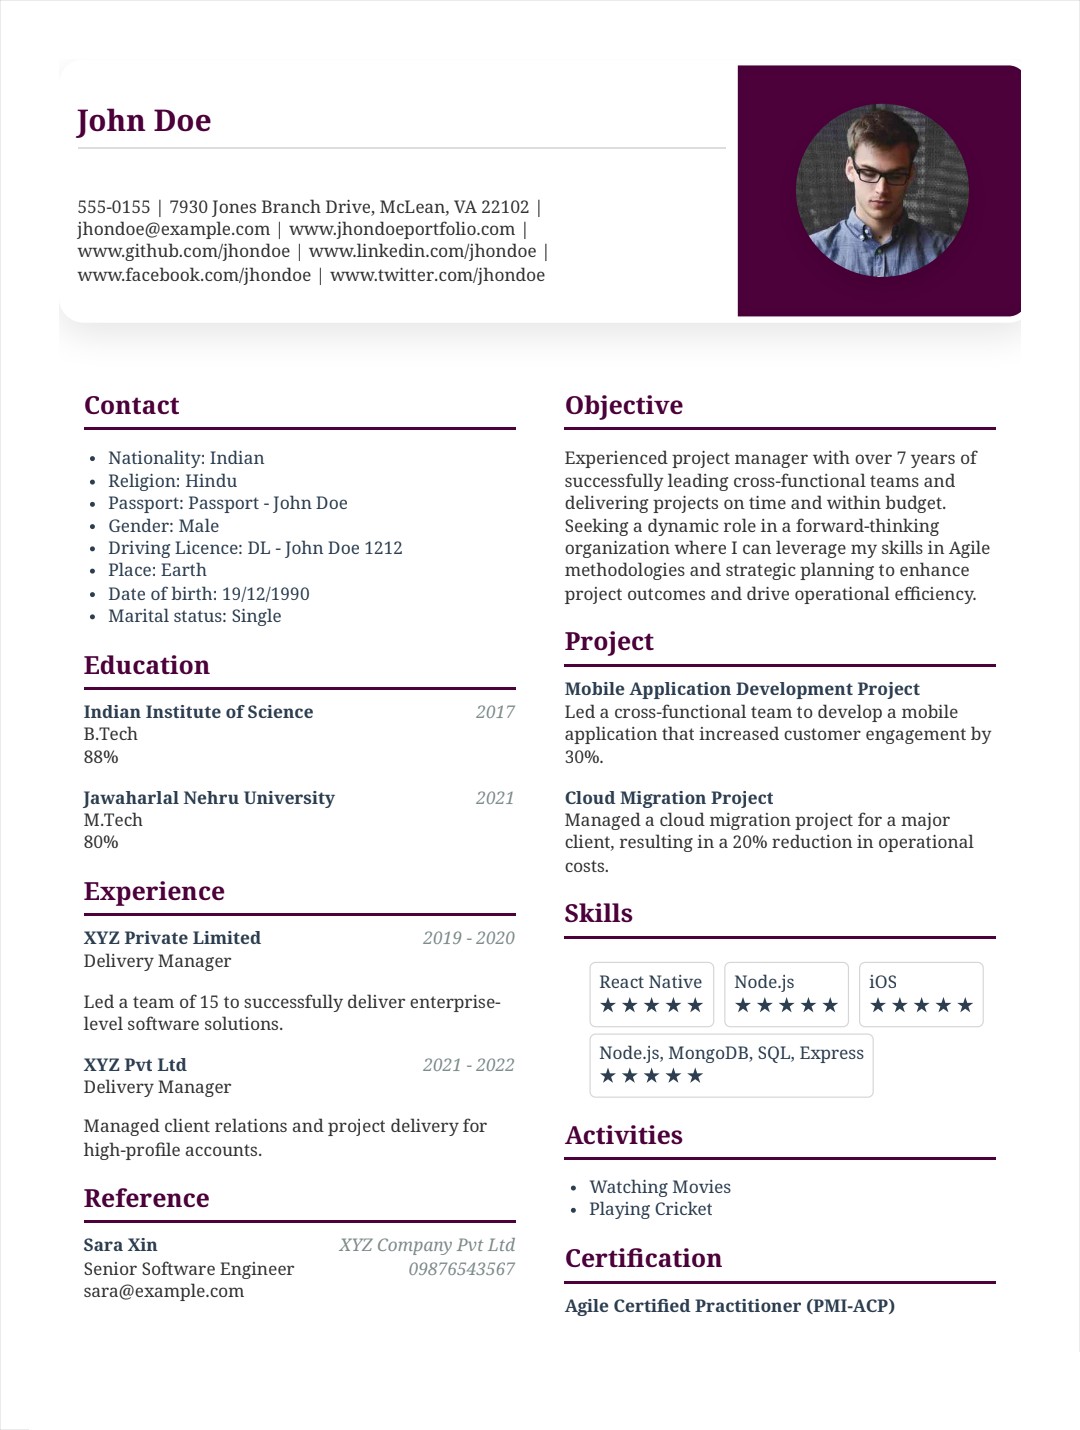 John Doe
555-0155 | 7930 Jones Branch Drive, McLean, VA 22102 |
jhondoe@example.com | www.jhondoeportfolio.com |
www.github.com/jhondoe | www.linkedin.com/jhondoe |
www.facebook.com/jhondoe | www.twitter.com/jhondoe
Contact
• Nationality: Indian
• Religion: Hindu
• Passport: Passport - John Doe
• Gender: Male
• Driving Licence: DL - John Doe 1212
• Place: Earth
• Date of birth: 19/12/1990
• Marital status: Single
Education
Indian Institute of Science 2017
B.Tech
88%
Jawaharlal Nehru University 2021
M.Tech
80%
Experience
XYZ Private Limited 2019 - 2020
Delivery Manager
Led a team of 15 to successfully deliver enterprise-
level software solutions.
XYZ Pvt Ltd 2021 - 2022
Delivery Manager
Managed client relations and project delivery for
high-profile accounts.
Reference
Sara Xin XYZ Company Pvt Ltd
Senior Software Engineer 09876543567
sara@example.com
Objective
Experienced project manager with over 7 years of
successfully leading cross-functional teams and
delivering projects on time and within budget.
Seeking a dynamic role in a forward-thinking
organization where I can leverage my skills in Agile
methodologies and strategic planning to enhance
project outcomes and drive operational efficiency.
Project
Mobile Application Development Project
Led a cross-functional team to develop a mobile
application that increased customer engagement by
30%.
Cloud Migration Project
Managed a cloud migration project for a major
client, resulting in a 20% reduction in operational
costs.
Skills
React Native
★★★★★
Node.js
★★★★★
iOS
★★★★★
Node.js, MongoDB, SQL, Express
★★★★★
Activities
• Watching Movies
• Playing Cricket
Certification
Agile Certified Practitioner (PMI-ACP)